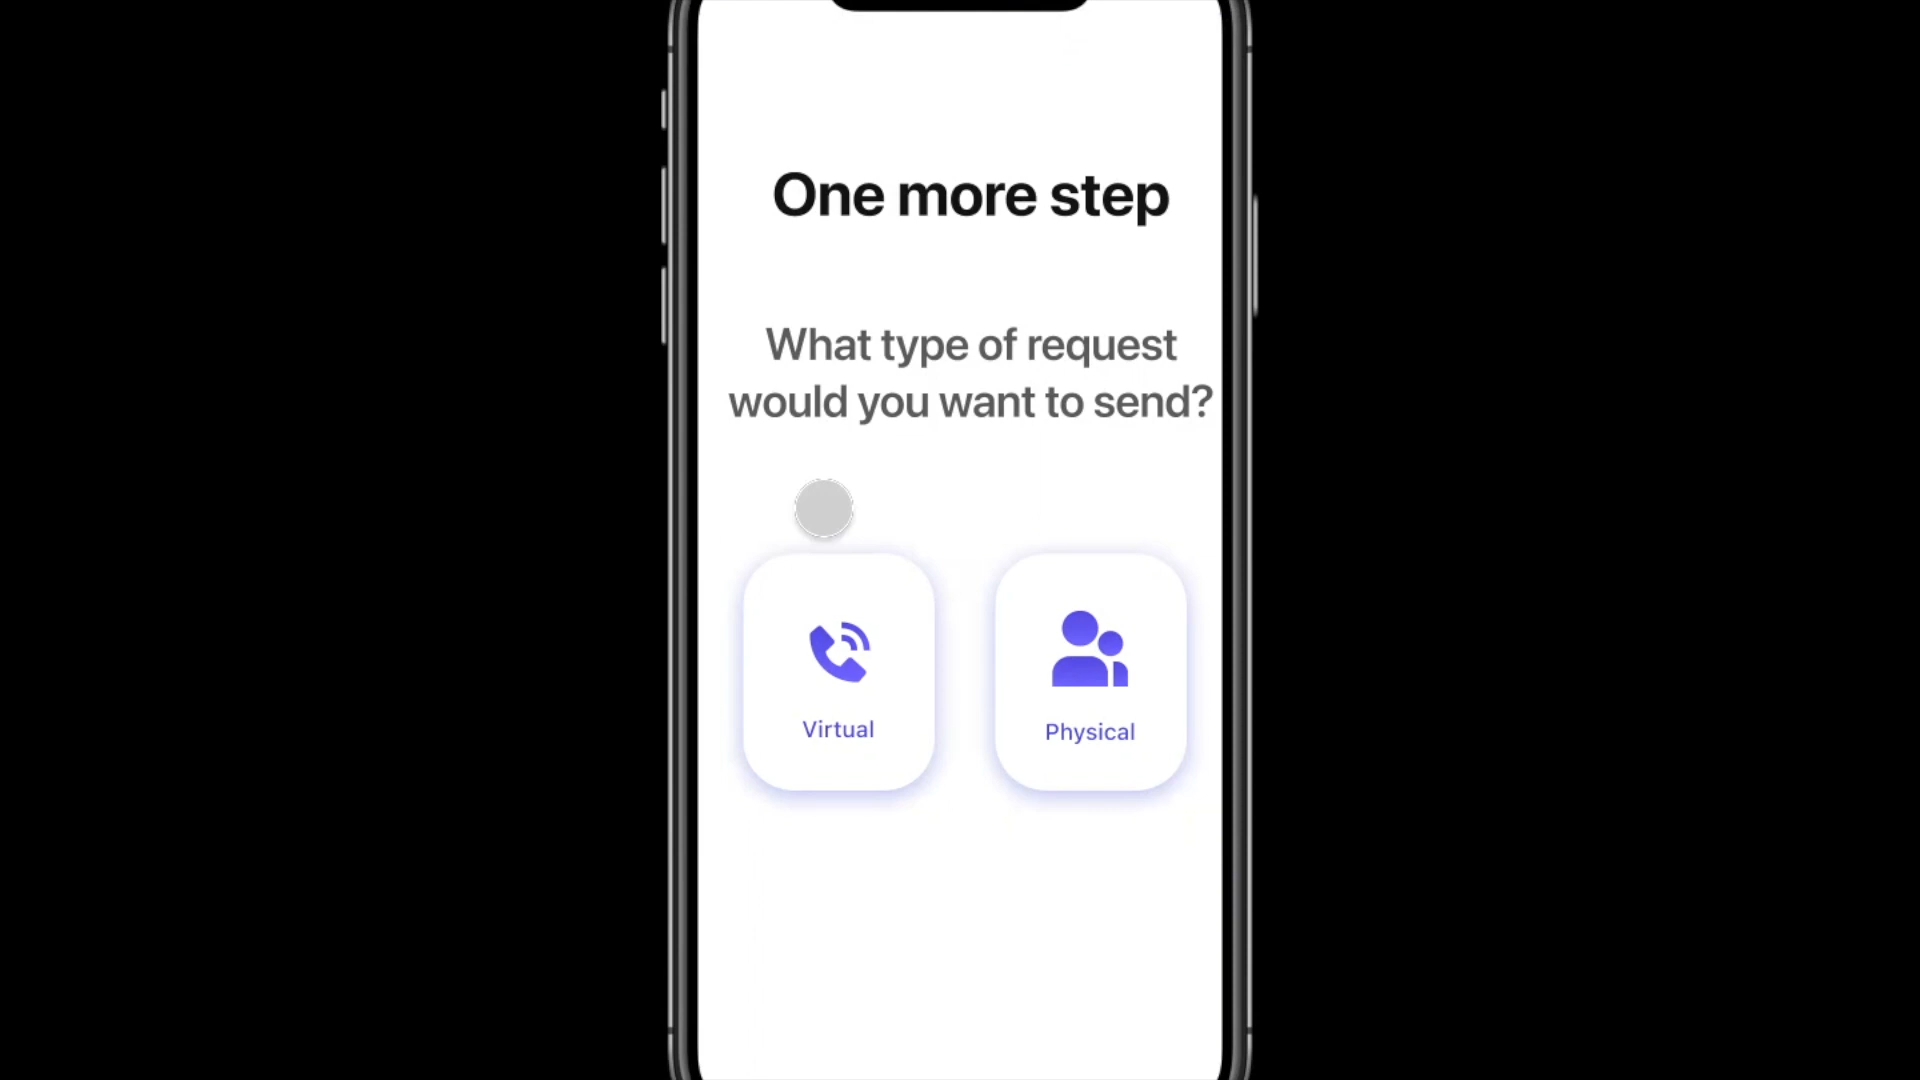 One more step
What type of request
would you want to send?
Virtual
Physical